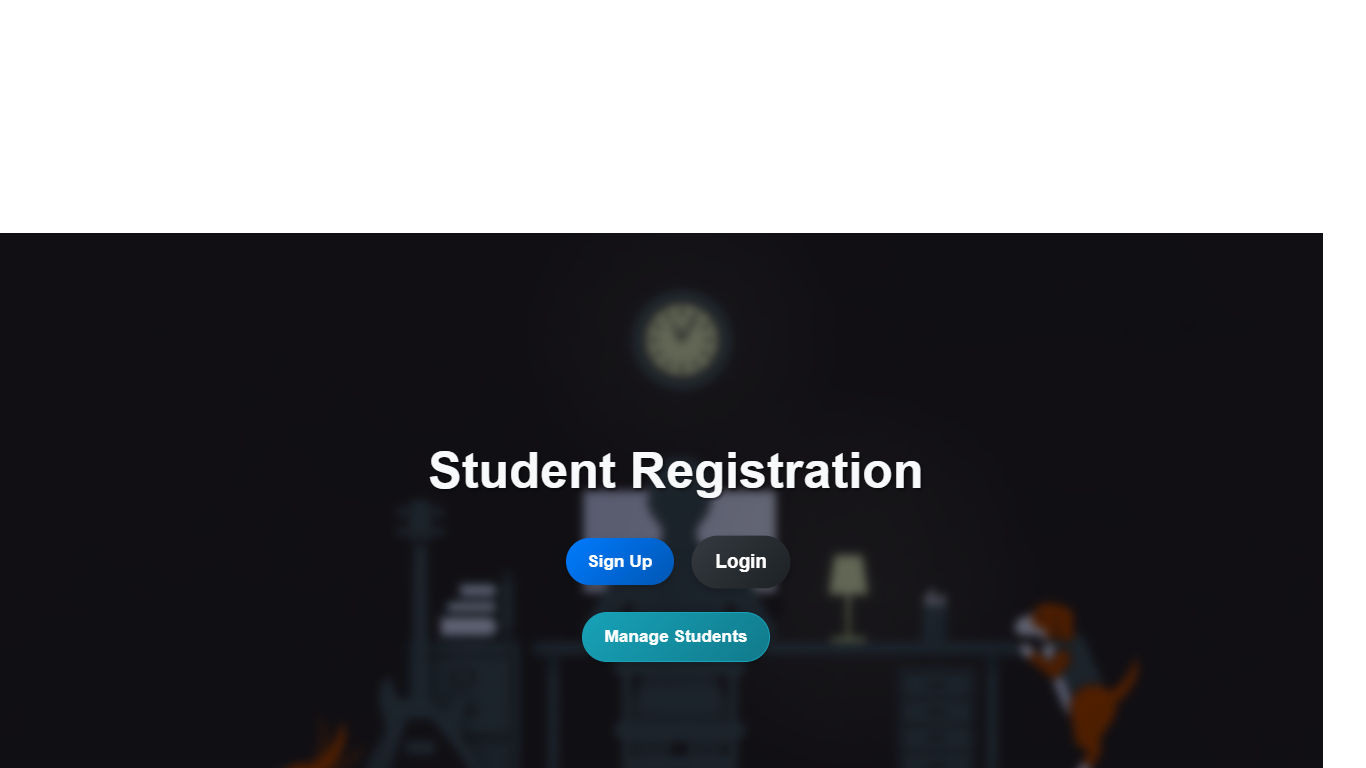 Student Registration
Sign Up
Login
Manage Students